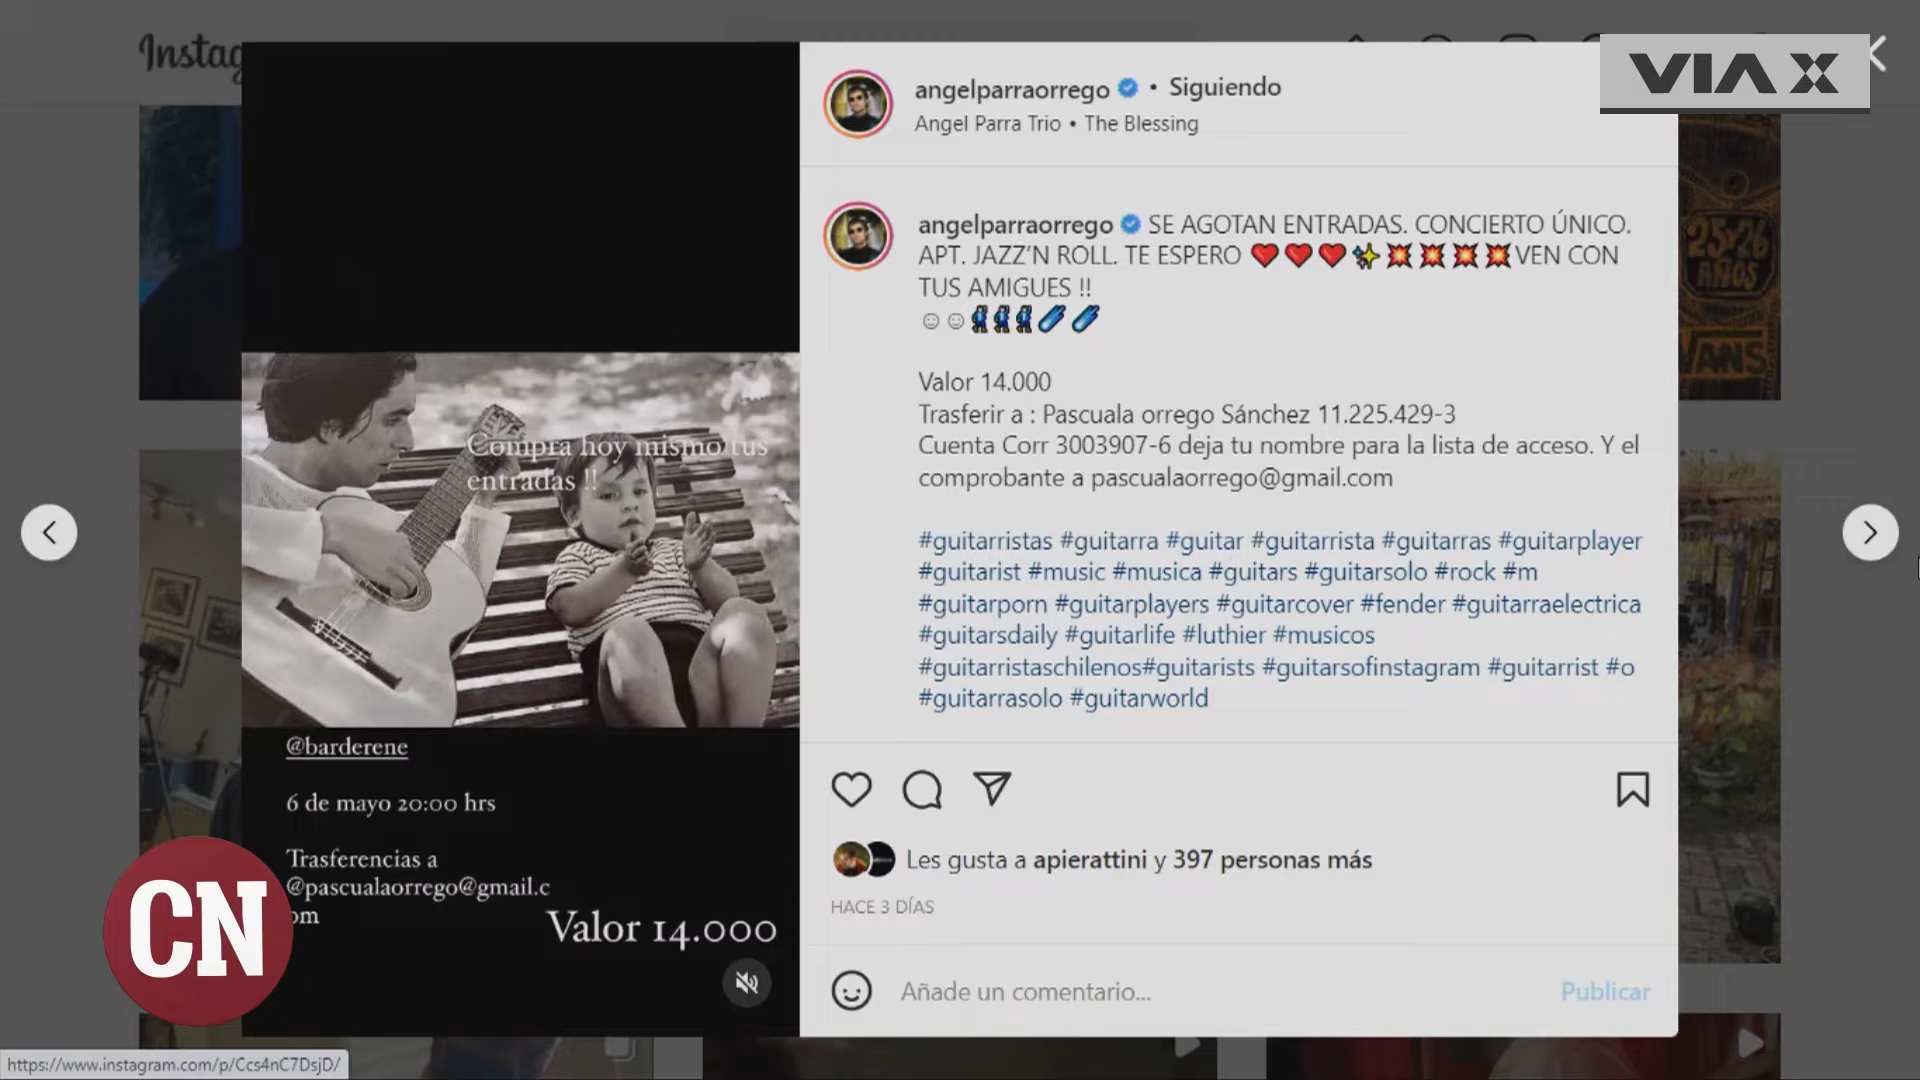 Instag
VIA X
angelparraorrego • Siguiendo
Angel Parra Trio • The Blessing
angelparraorrego SE AGOTAN ENTRADAS. CONCIERTO ÚNICO.
APT. JAZZ’N ROLL. TE ESPERO ❤️❤️❤️✨💥💥💥💥VEN CON
TUS AMIGUES !!
Valor 14.000
Trasferir a : Pascuala orrego Sánchez 11.225.429-3
Cuenta Corr 3003907-6 deja tu nombre para la lista de acceso. Y el
comprobante a pascualaorrego@gmail.com
#guitarristas #guitarra #guitar #guitarrista #guitarras #guitarplayer
#guitarist #music #musica #guitars #guitarsolo #rock #m
#guitarporn #guitarplayers #guitarcover #fender #guitarraelectrica
#guitarsdaily #guitarlife #luthier #musicos
#guitarristaschilenos#guitarists #guitarsofinstagram #guitarrist #o
#guitarrasolo #guitarworld
Les gusta a apierattini y 397 personas más
HACE 3 DÍAS
Añade un comentario...
Publicar
Compra hoy mismo tus
entradas !!
@barderene
6 de mayo 20:00 hrs
Trasferencias a
@pascualaorrego@gmail.c
om
Valor 14.000
CN
25·26
AÑOS
VANS
https://www.instagram.com/p/Ccs4nC7DsjD/